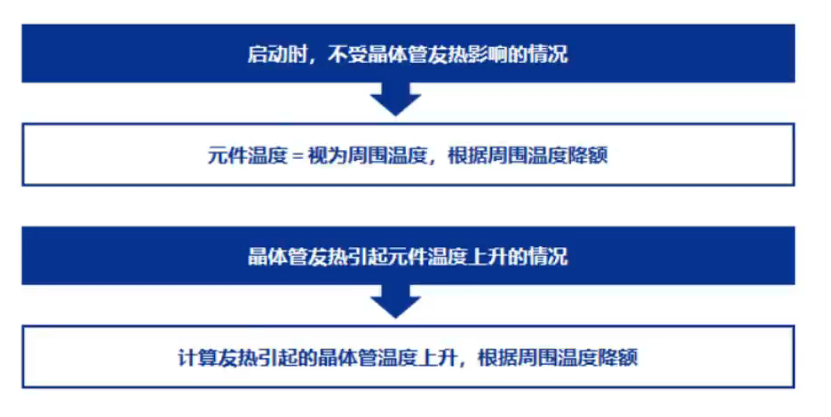 启动时，不受晶体管发热影响的情况
元件温度＝视为周围温度，根据周围温度降额
晶体管发热引起元件温度上升的情况
计算发热引起的晶体管温度上升，根据周围温度降额